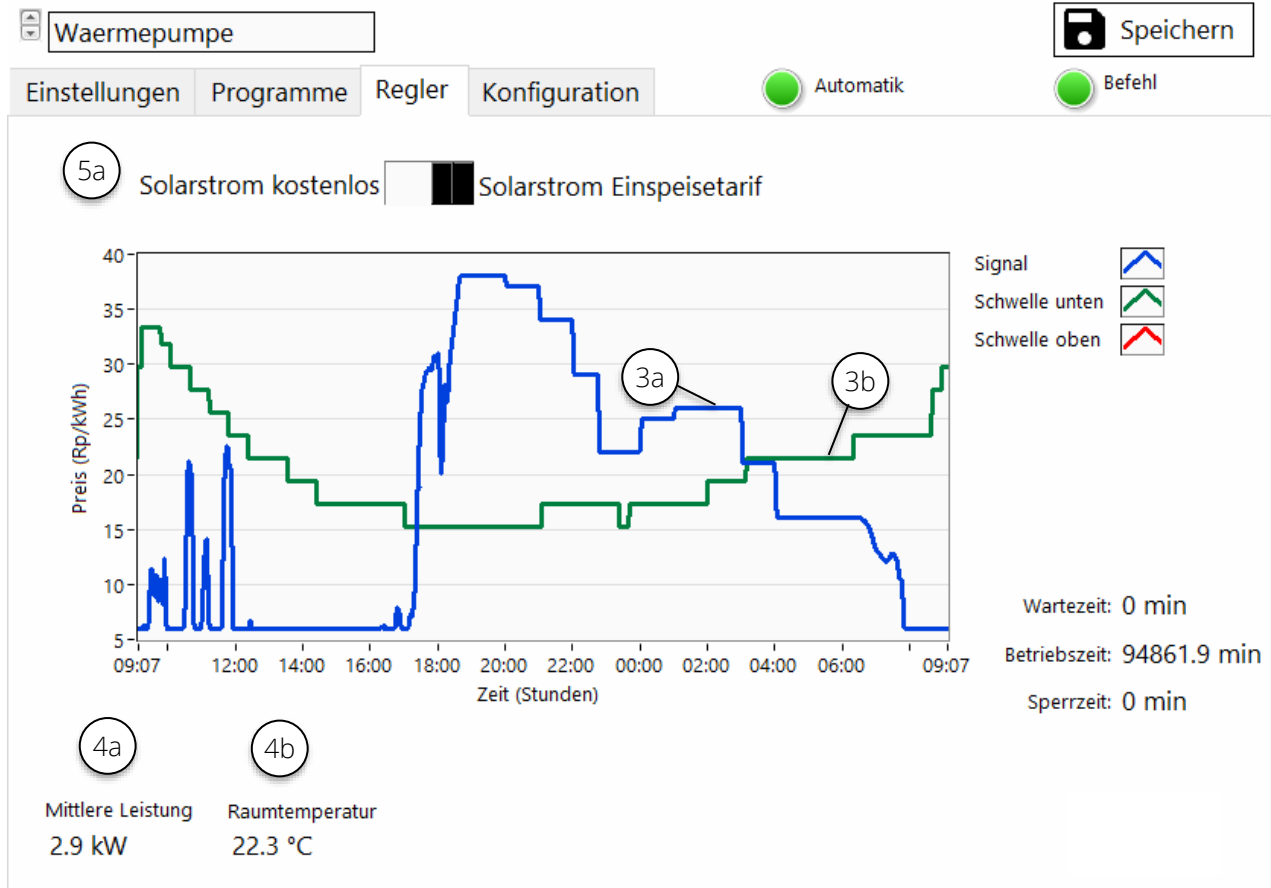 Waermepumpe
Speichern
Einstellungen Programme Regler Konfiguration
Automatik
Befehl
5a
Solarstrom kostenlos
Solarstrom Einspeisetarif
Signal
Schwelle unten
Schwelle oben
Preis (Rp/kWh)
40
35
30
25
20
15
10
5
3a
3b
09:07 12:00 14:00 16:00 18:00 20:00 22:00 00:00 02:00 04:00 06:00 09:07
Zeit (Stunden)
Wartezeit: 0 min
Betriebszeit: 94861.9 min
Sperrzeit: 0 min
4a
4b
Mittlere Leistung
2.9 kW
Raumtemperatur
22.3 °C